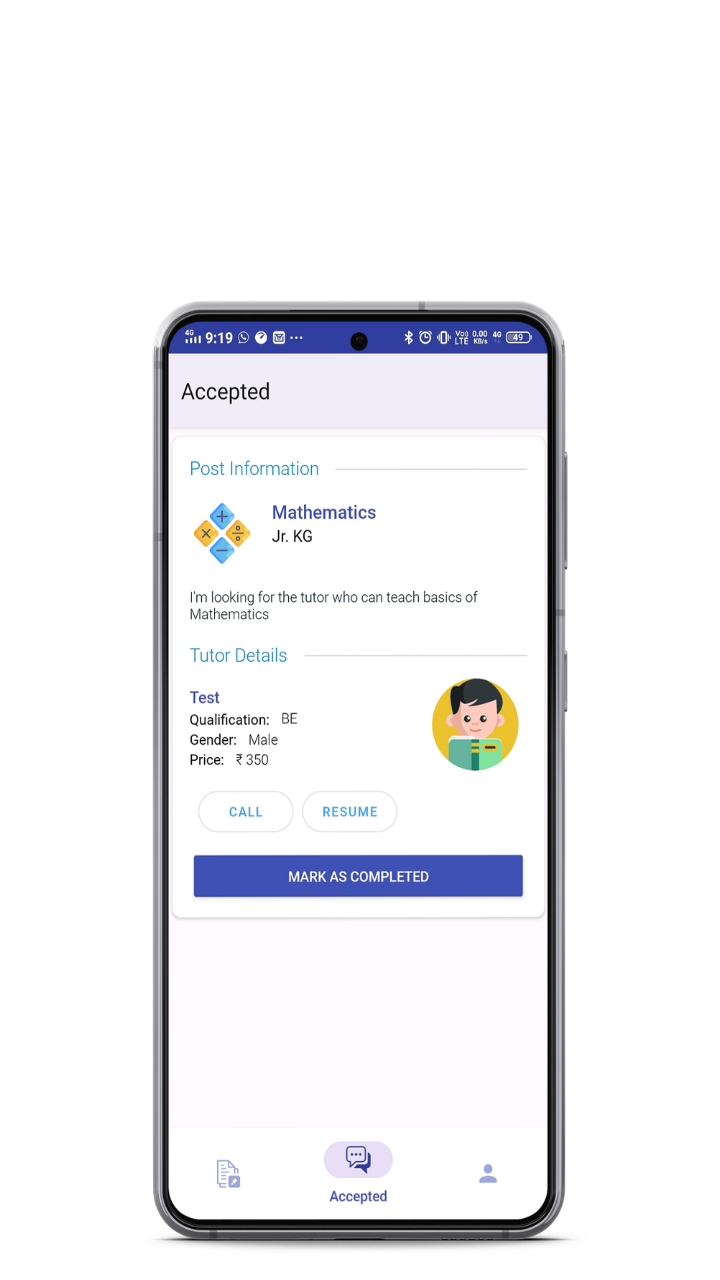 4G 9:19 ... Vo)) LTE 0.00 KB/s 4G 49
Accepted
Post Information
Mathematics
Jr. KG
I'm looking for the tutor who can teach basics of
Mathematics
Tutor Details
Test
Qualification: BE
Gender: Male
Price: ₹ 350
CALL RESUME
MARK AS COMPLETED
Accepted